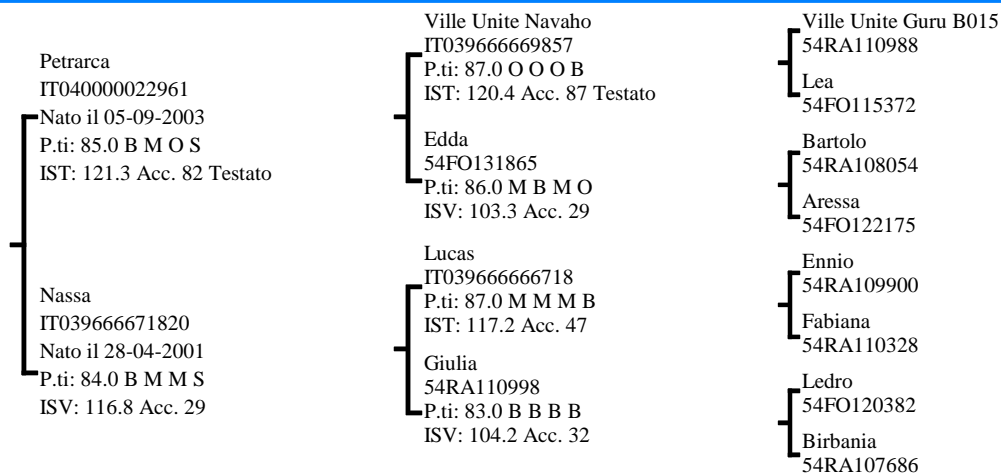 Petrarca
IT040000022961
Nato il 05-09-2003
P.ti: 85.0 B M O S
IST: 121.3 Acc. 82 Testato
Nassa
IT039666671820
Nato il 28-04-2001
P.ti: 84.0 B M M S
ISV: 116.8 Acc. 29
Ville Unite Navaho
IT039666669857
P.ti: 87.0 O O O B
IST: 120.4 Acc. 87 Testato
Edda
54FO131865
P.ti: 86.0 M B M O
ISV: 103.3 Acc. 29
Lucas
IT039666666718
P.ti: 87.0 M M M B
IST: 117.2 Acc. 47
Giulia
54RA110998
P.ti: 83.0 B B B B
ISV: 104.2 Acc. 32
Ville Unite Guru B015
54RA110988
Lea
54FO115372
Bartolo
54RA108054
Aressa
54FO122175
Ennio
54RA109900
Fabiana
54RA110328
Ledro
54FO120382
Birbania
54RA107686